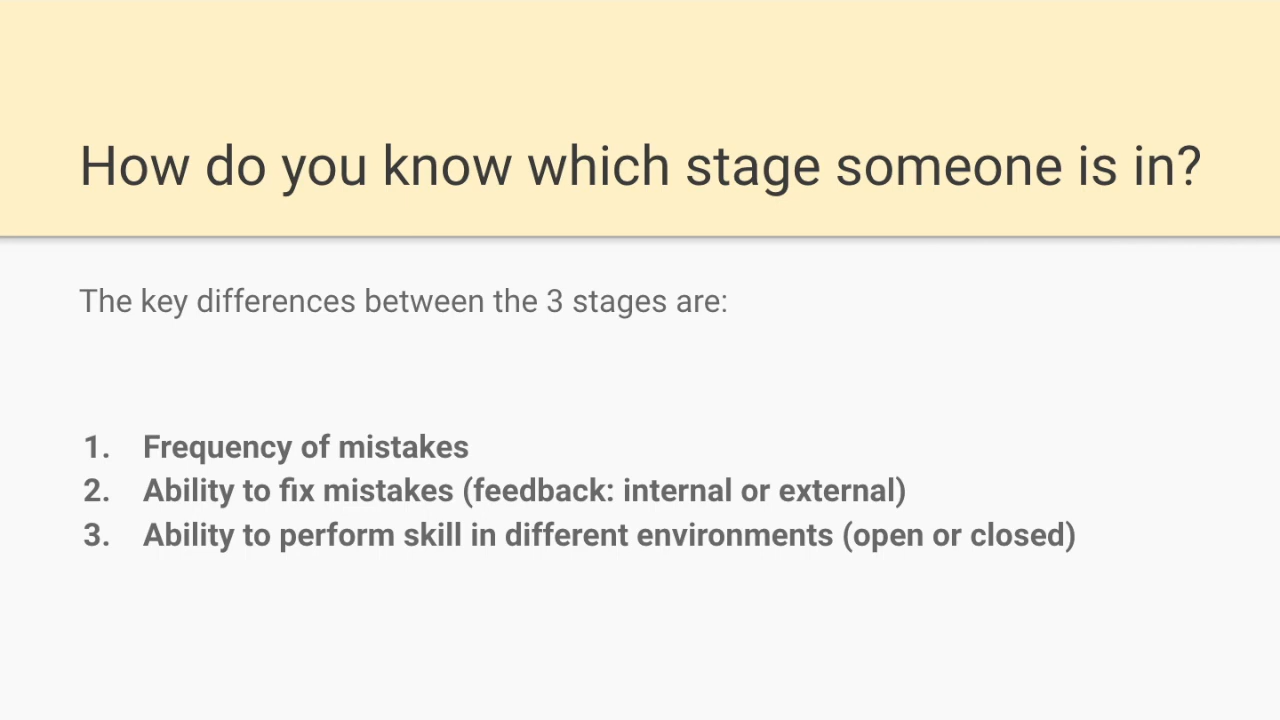 How do you know which stage someone is in?
The key differences between the 3 stages are:
1. Frequency of mistakes
2. Ability to fix mistakes (feedback: internal or external)
3. Ability to perform skill in different environments (open or closed)